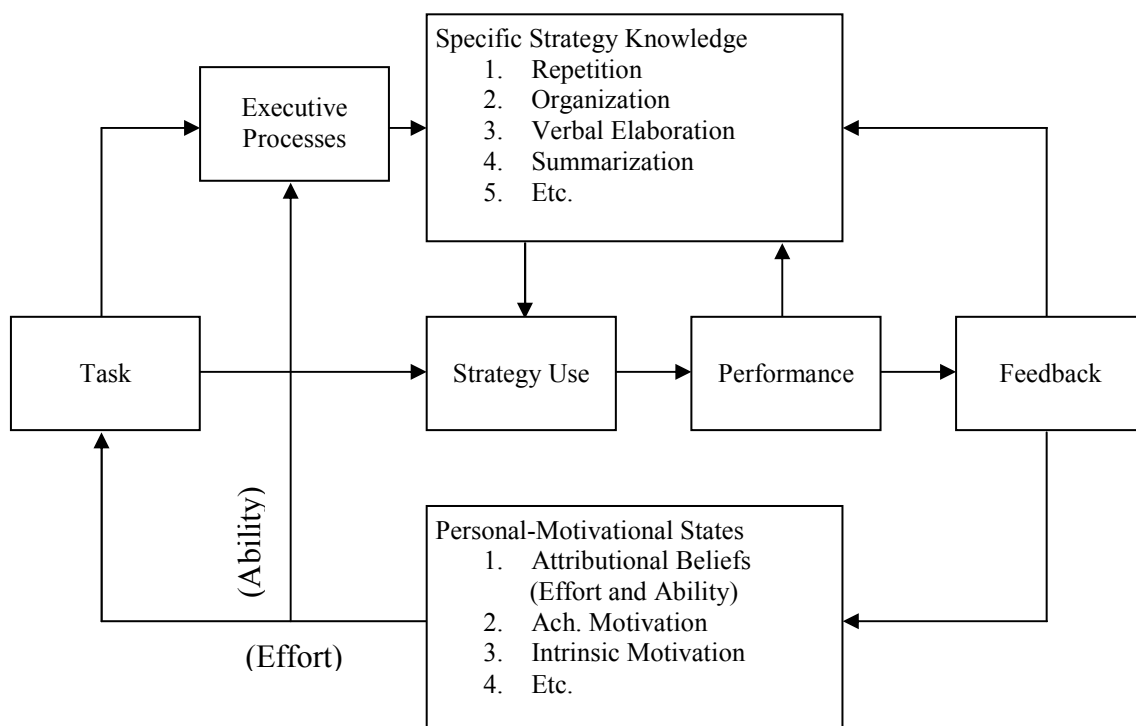 Specific Strategy Knowledge
1. Repetition
2. Organization
3. Verbal Elaboration
4. Summarization
5. Etc.
Executive
Processes
Task
Strategy Use
Performance
Feedback
(Ability)
(Effort)
Personal-Motivational States
1. Attributional Beliefs
(Effort and Ability)
2. Ach. Motivation
3. Intrinsic Motivation
4. Etc.